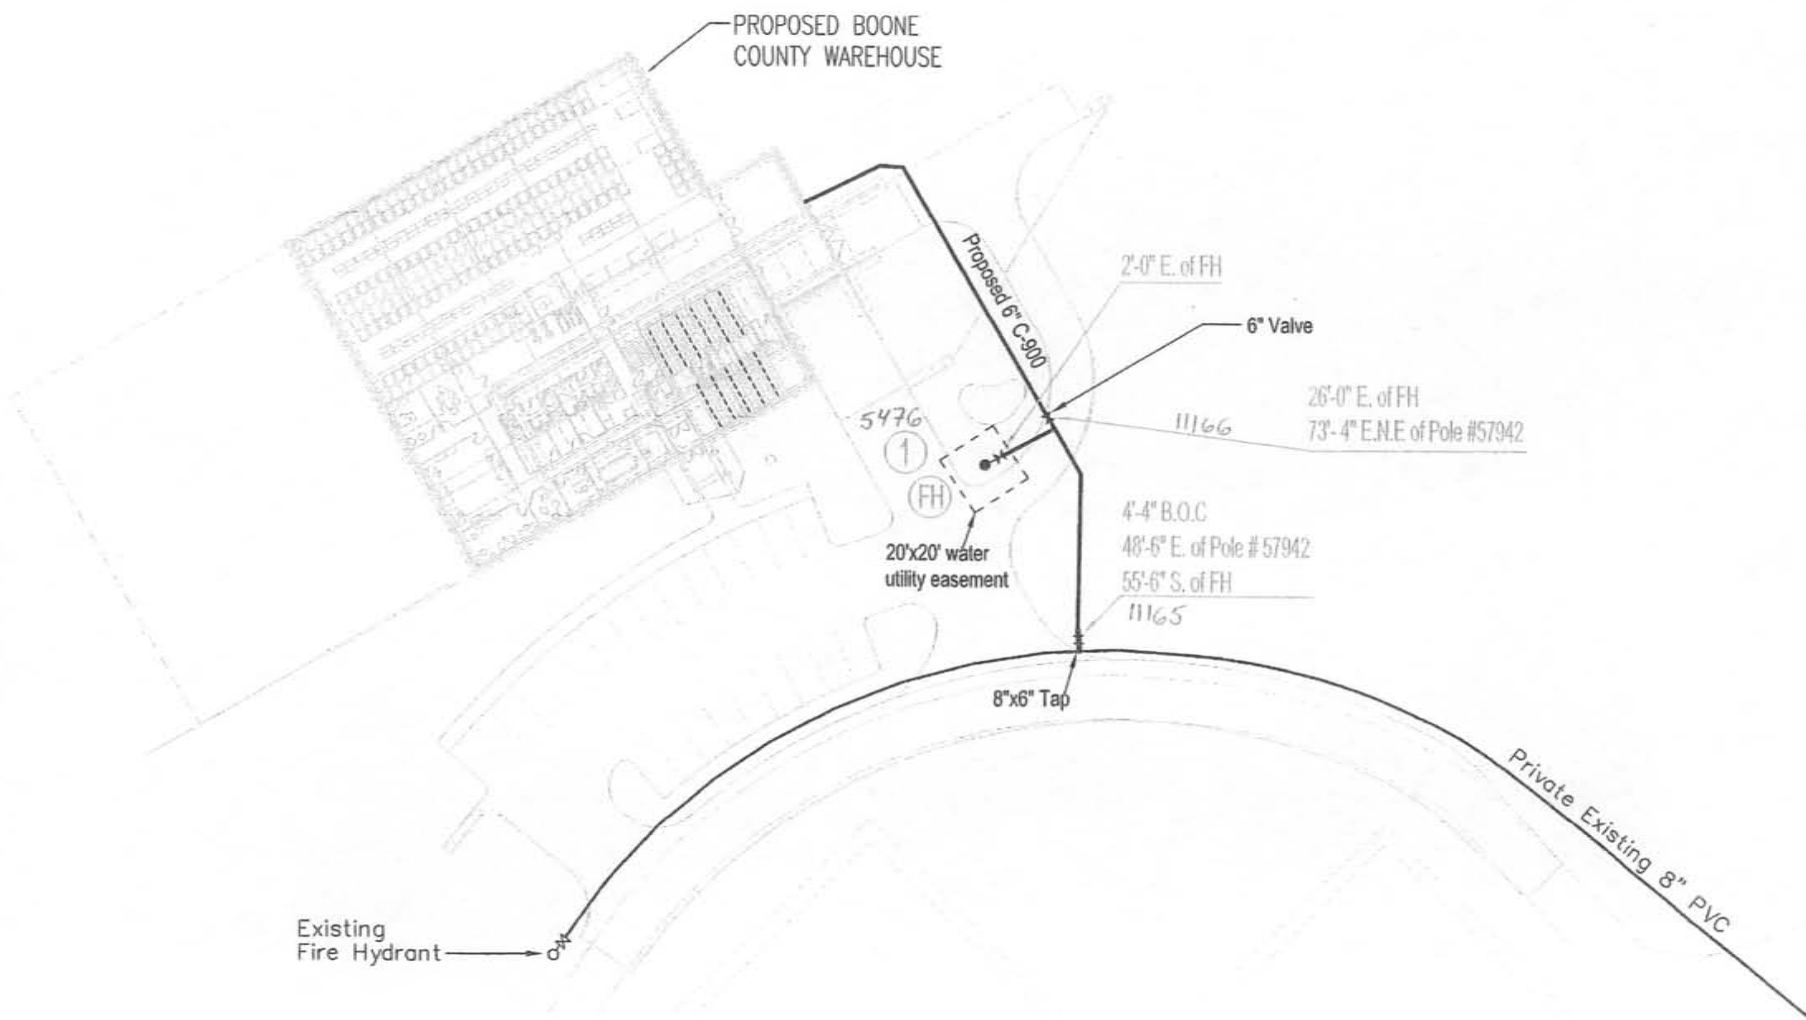 PROPOSED BOONE
COUNTY WAREHOUSE
2'-0" E. of FH
Proposed 6" C-900
6" Valve
26'-0" E. of FH
73'- 4" E.N.E of Pole #57942
11166
5476
1
FH
4'-4" B.O.C
48'-6" E. of Pole # 57942
55'-6" S. of FH
11165
20'x20' water
utility easement
8"x6" Tap
Private Existing 8" PVC
Existing
Fire Hydrant